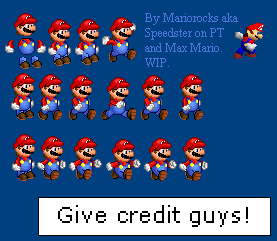 By Mariorocks aka
Speedster on PT
and Max Mario.
WIP.
Give credit guys!